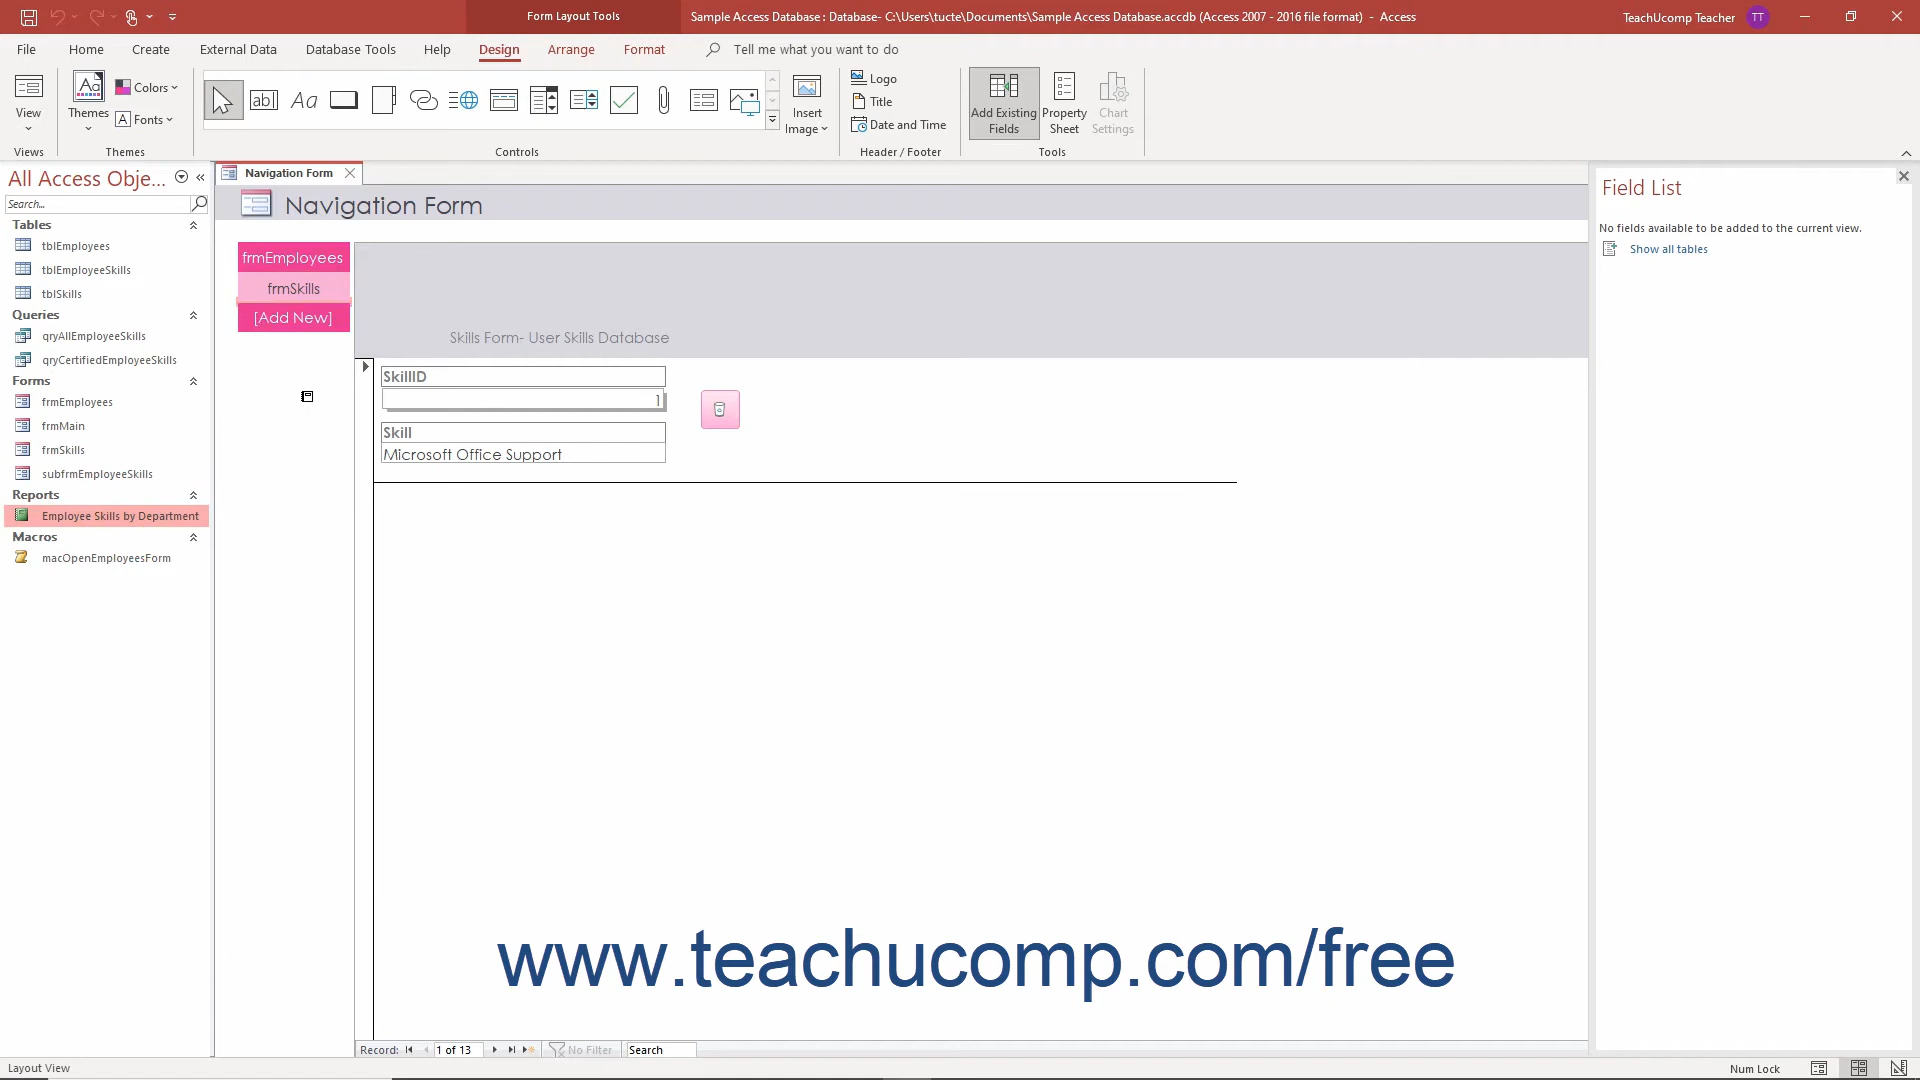 Form Layout Tools
Sample Access Database : Database- C:\Users\tucte\Documents\Sample Access Database.accdb (Access 2007 - 2016 file format) - Access
TeachUcomp Teacher TT
File Home Create External Data Database Tools Help Design Arrange Format Tell me what you want to do
View
Views
Themes
Colors
Fonts
Themes
ab|
Aa
Controls
Insert
Image
Logo
Title
Date and Time
Header / Footer
Add Existing
Fields
Property
Sheet
Chart
Settings
Tools
All Access Obje...
Search...
Tables
tblEmployees
tblEmployeeSkills
tblSkills
Queries
qryAllEmployeeSkills
qryCertifiedEmployeeSkills
Forms
frmEmployees
frmMain
frmSkills
subfrmEmployeeSkills
Reports
Employee Skills by Department
Macros
macOpenEmployeesForm
Navigation Form
Navigation Form
frmEmployees
frmSkills
[Add New]
Skills Form- User Skills Database
SkillID
1
Skill
Microsoft Office Support
www.teachucomp.com/free
Record: 1 of 13 No Filter Search
Field List
No fields available to be added to the current view.
Show all tables
Layout View
Num Lock